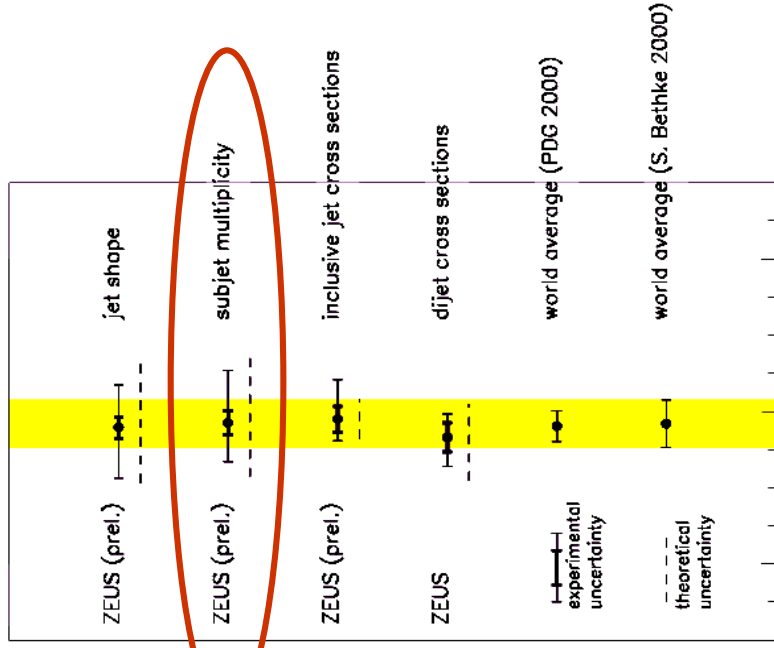 ZEUS (prel.) jet shape
ZEUS (prel.) subjet multiplicity
ZEUS (prel.) inclusive jet cross sections
ZEUS dijet cross sections
world average (PDG 2000)
world average (S. Bethke 2000)
experimental
uncertainty
theoretical
uncertainty